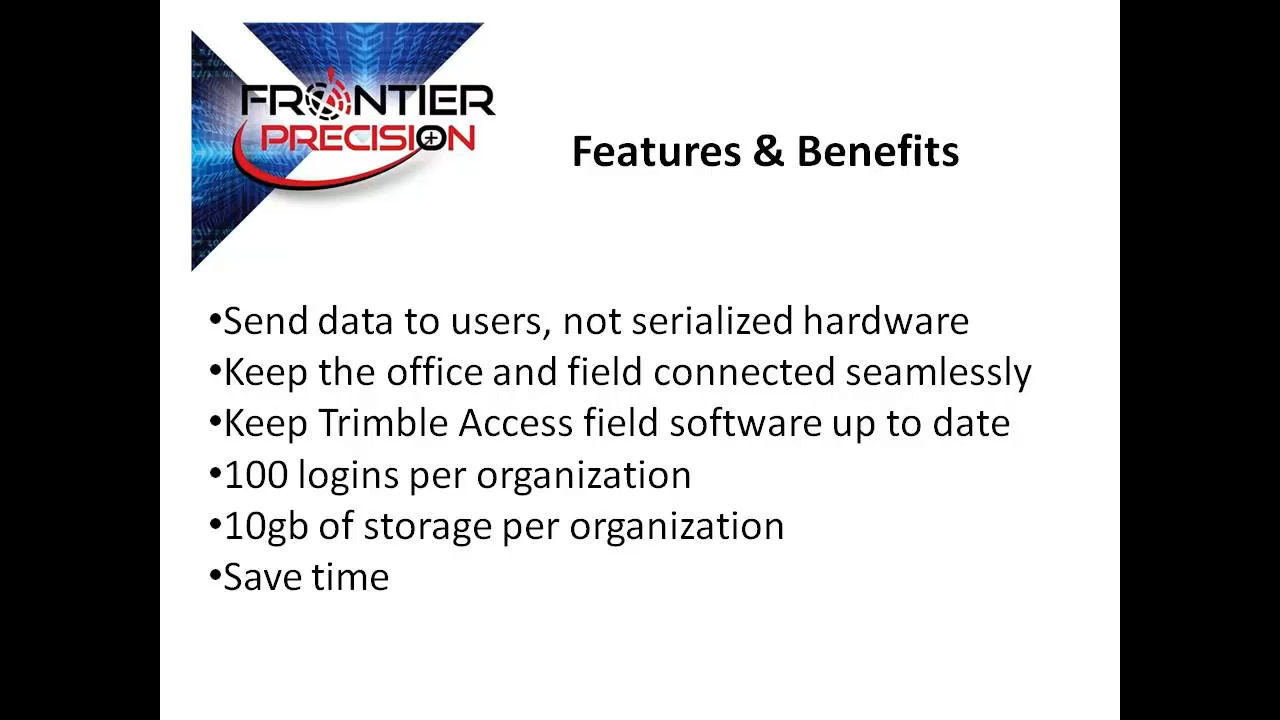 FRONTIER
PRECISION
Features & Benefits
•Send data to users, not serialized hardware
•Keep the office and field connected seamlessly
•Keep Trimble Access field software up to date
•100 logins per organization
•10gb of storage per organization
•Save time